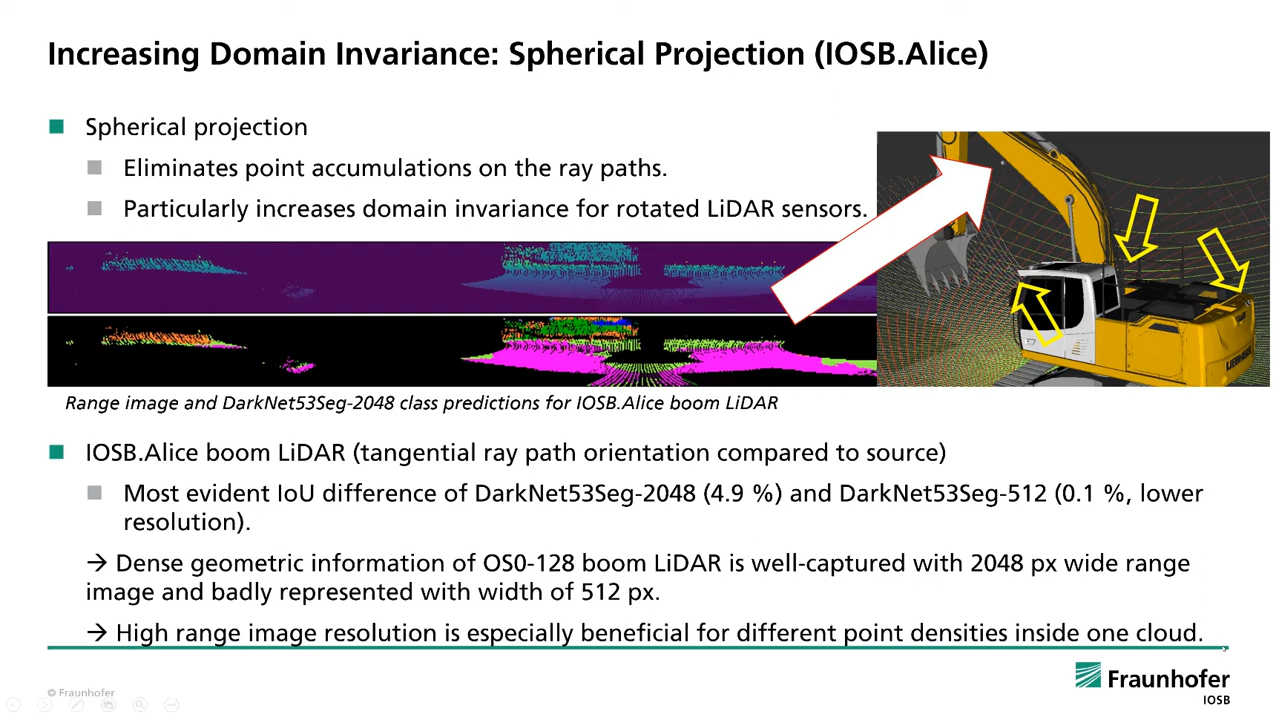 Increasing Domain Invariance: Spherical Projection (IOSB.Alice)
Spherical projection
Eliminates point accumulations on the ray paths.
Particularly increases domain invariance for rotated LiDAR sensors.
LIEBHERR
Range image and DarkNet53Seg-2048 class predictions for IOSB.Alice boom LiDAR
IOSB.Alice boom LiDAR (tangential ray path orientation compared to source)
Most evident IoU difference of DarkNet53Seg-2048 (4.9 %) and DarkNet53Seg-512 (0.1 %, lower
resolution).
→ Dense geometric information of OS0-128 boom LiDAR is well-captured with 2048 px wide range
image and badly represented with width of 512 px.
→ High range image resolution is especially beneficial for different point densities inside one cloud.
© Fraunhofer
Fraunhofer
IOSB